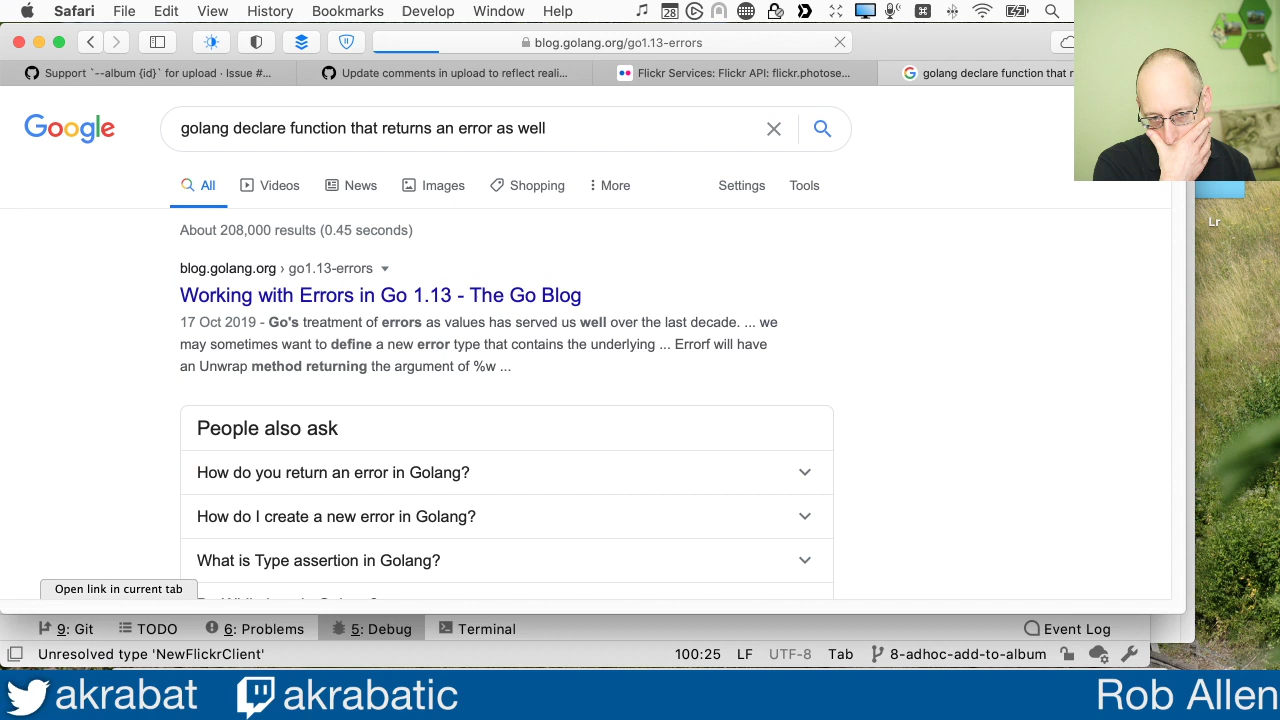 Safari File Edit View History Bookmarks Develop Window Help 28
blog.golang.org/go1.13-errors
Support `--album {id}` for upload · Issue #...
Update comments in upload to reflect reali...
Flickr Services: Flickr API: flickr.photose...
golang declare function that r
Google
golang declare function that returns an error as well
All Videos News Images Shopping More Settings Tools
About 208,000 results (0.45 seconds)
blog.golang.org › go1.13-errors
Working with Errors in Go 1.13 - The Go Blog
17 Oct 2019 - Go's treatment of errors as values has served us well over the last decade. ... we
may sometimes want to define a new error type that contains the underlying ... Errorf will have
an Unwrap method returning the argument of %w ...
People also ask
How do you return an error in Golang?
How do I create a new error in Golang?
What is Type assertion in Golang?
Open link in current tab
Lr
9: Git TODO 6: Problems 5: Debug Terminal Event Log
Unresolved type 'NewFlickrClient' 100:25 LF UTF-8 Tab 8-adhoc-add-to-album
akrabat akrabatic Rob Allen